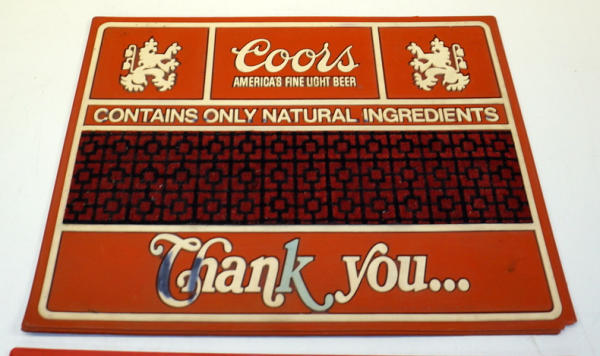 Coors
AMERICA'S FINE LIGHT BEER
CONTAINS ONLY NATURAL INGREDIENTS
Thank you...